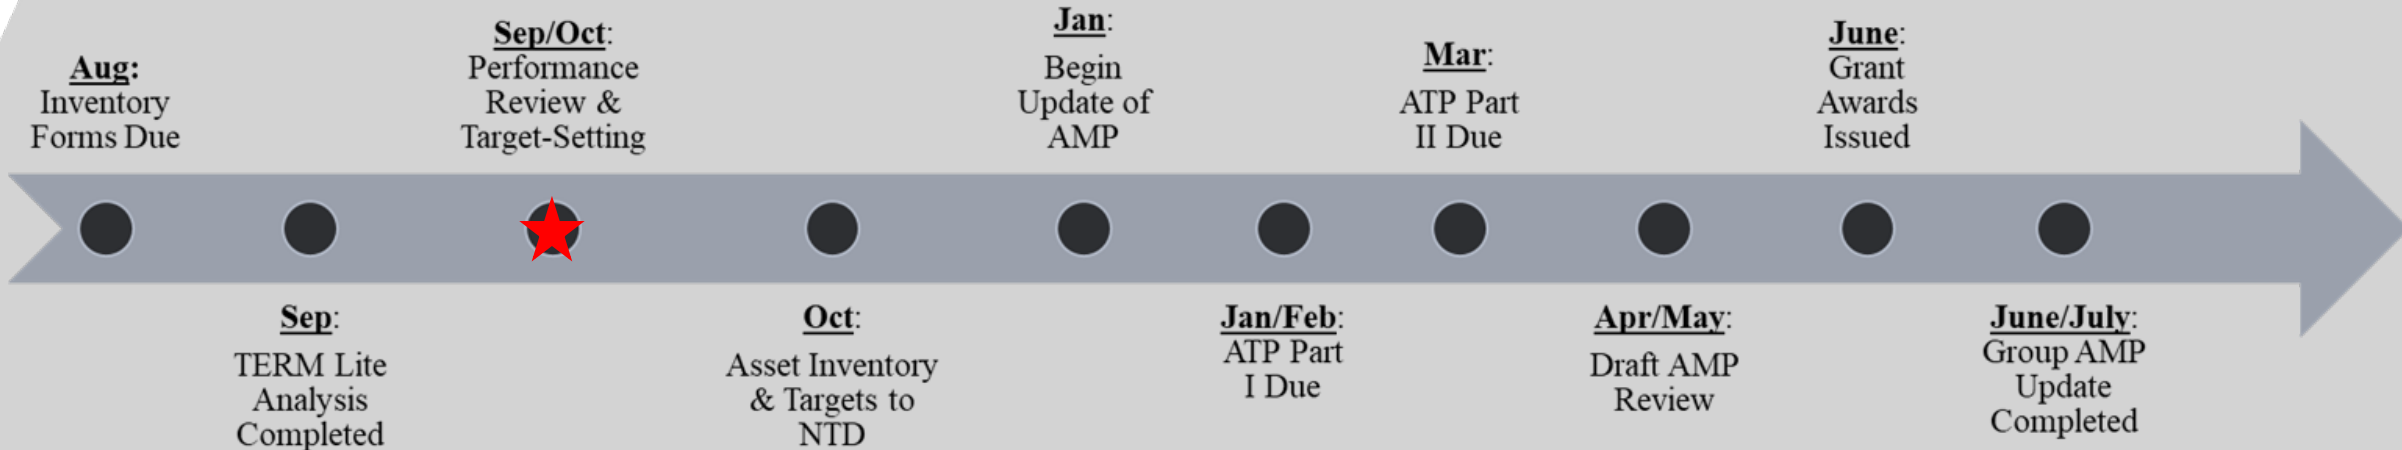 Aug:
Inventory
Forms Due
Sep:
TERM Lite
Analysis
Completed
Sep/Oct:
Performance
Review &
Target-Setting
Oct:
Asset Inventory
& Targets to
NTD
Jan:
Begin
Update of
AMP
Jan/Feb:
ATP Part
I Due
Mar:
ATP Part
II Due
Apr/May:
Draft AMP
Review
June:
Grant
Awards
Issued
June/July:
Group AMP
Update
Completed